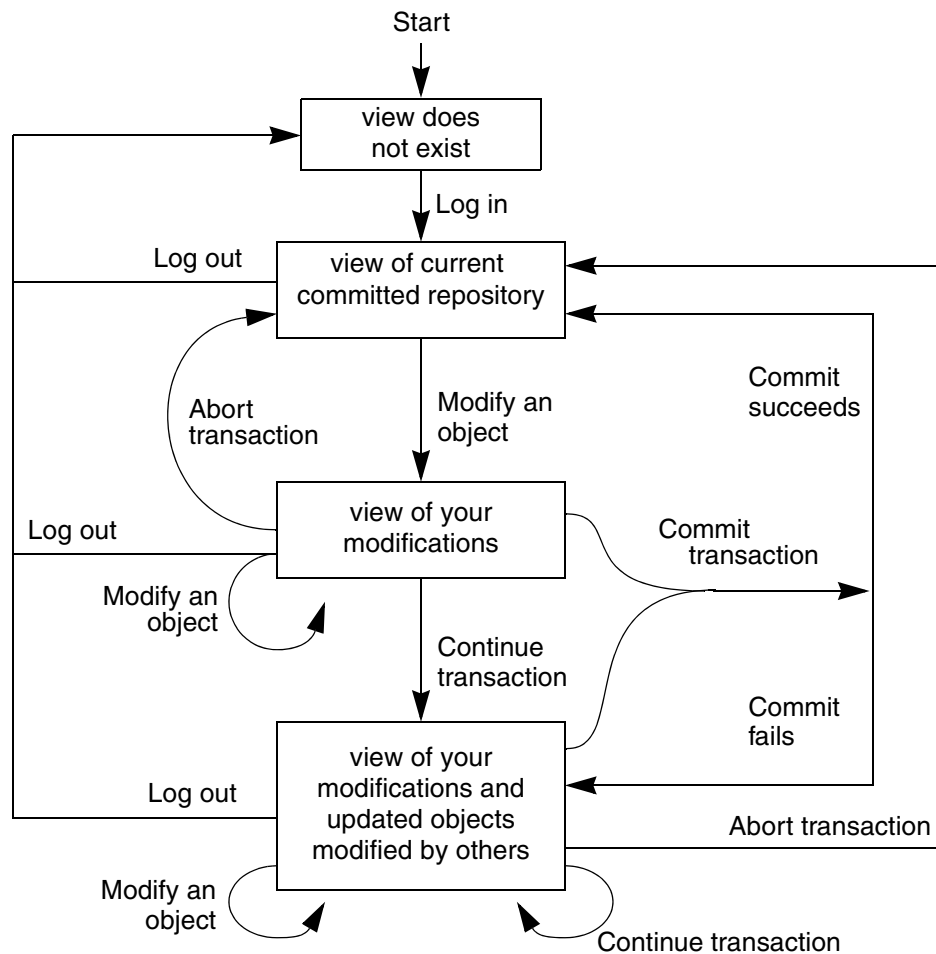 Start
view does
not exist
Log in
Log out
view of current
committed repository
Commit
succeeds
Abort
transaction
Modify an
object
view of your
modifications
Log out
Commit
transaction
Modify an
object
Continue
transaction
Commit
fails
view of your
modifications and
updated objects
modified by others
Log out
Abort transaction
Modify an
object
Continue transaction